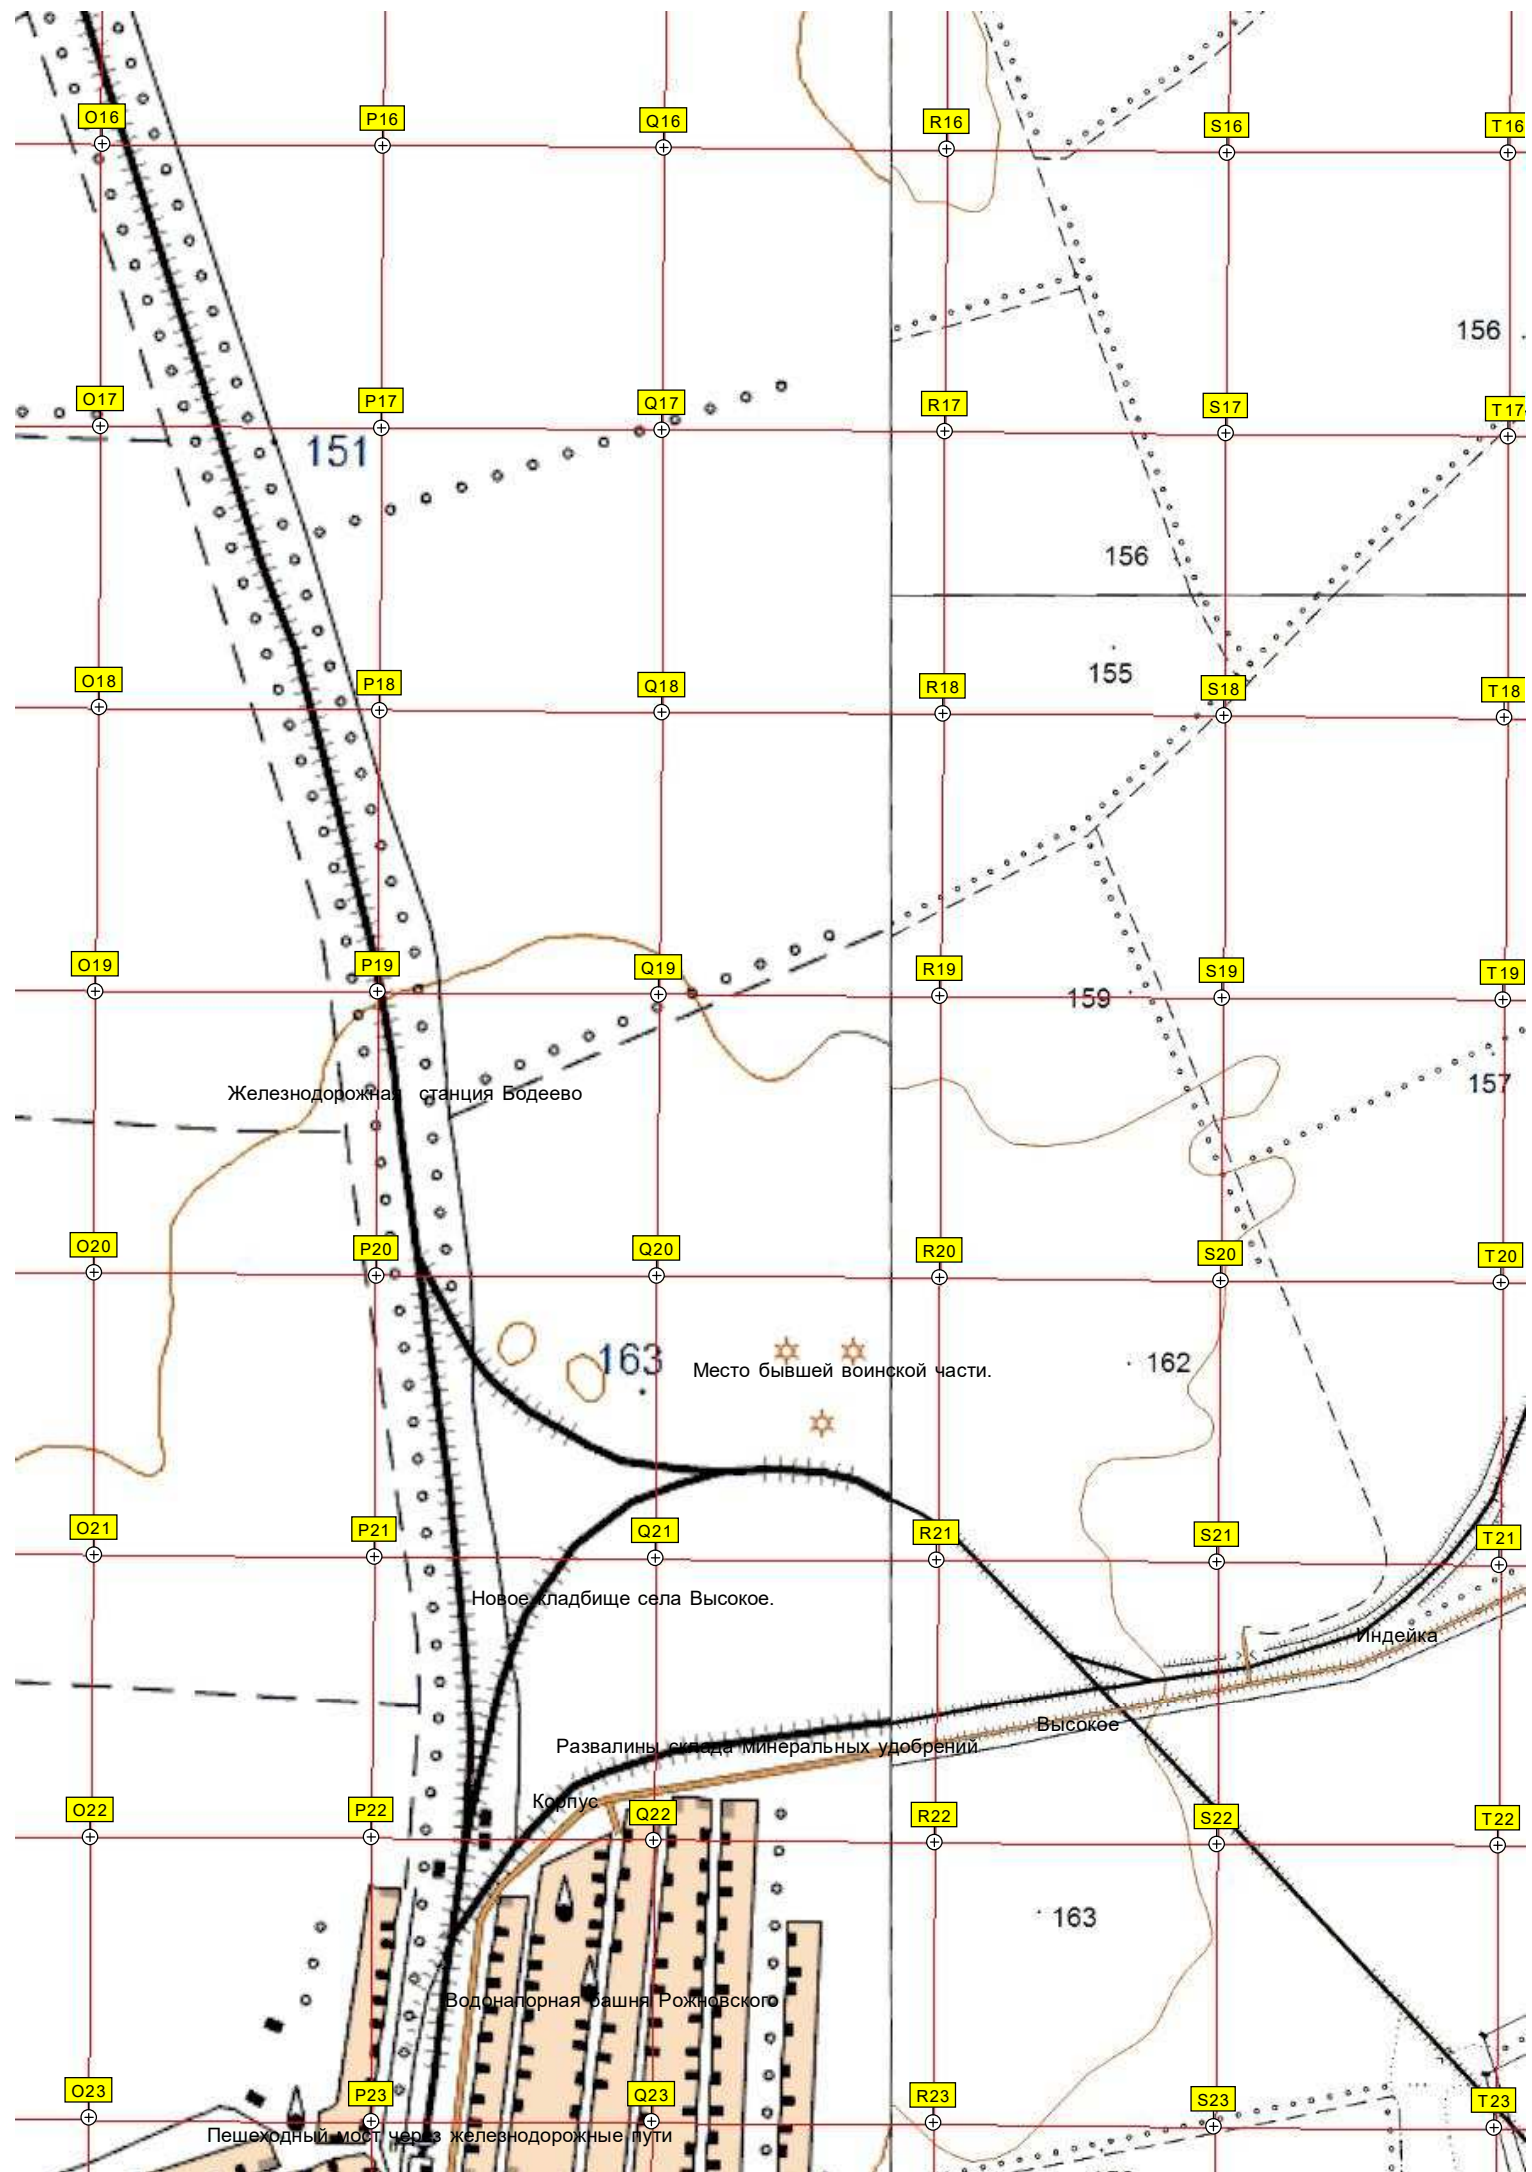 O16 P16 Q16 R16 S16 T16
156
O17 P17 Q17 R17 S17 T17
151
156
155
O18 P18 Q18 R18 S18 T18
O19 P19 Q19 R19 S19 T19
159
157
Железнодорожная станция Бодеево
O20 P20 Q20 R20 S20 T20
163
162
Место бывшей воинской части.
O21 P21 Q21 R21 S21 T21
Новое кладбище села Высокое.
Индейка
Высокое
Развалины склада минеральных удобрений
Корпус
O22 P22 Q22 R22 S22 T22
163
Водонапорная башня Рожновского
O23 P23 Q23 R23 S23 T23
Пешеходный мост через железнодорожные пути